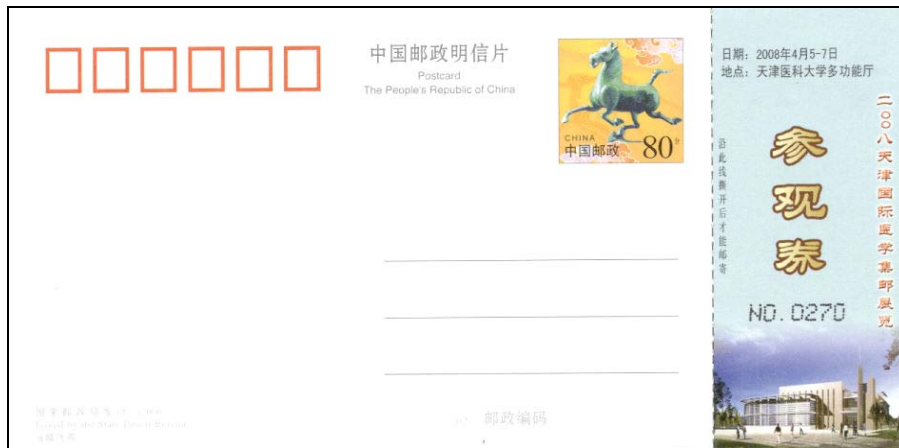 中国邮政明信片
Postcard
The People's Republic of China
CHINA
中国邮政 80分
邮政编码
日期：2008年4月5-7日
地点：天津医科大学多功能厅
二○○八天津国际医学集邮展览
参观券
沿此线撕开后才能邮寄
NO.0270